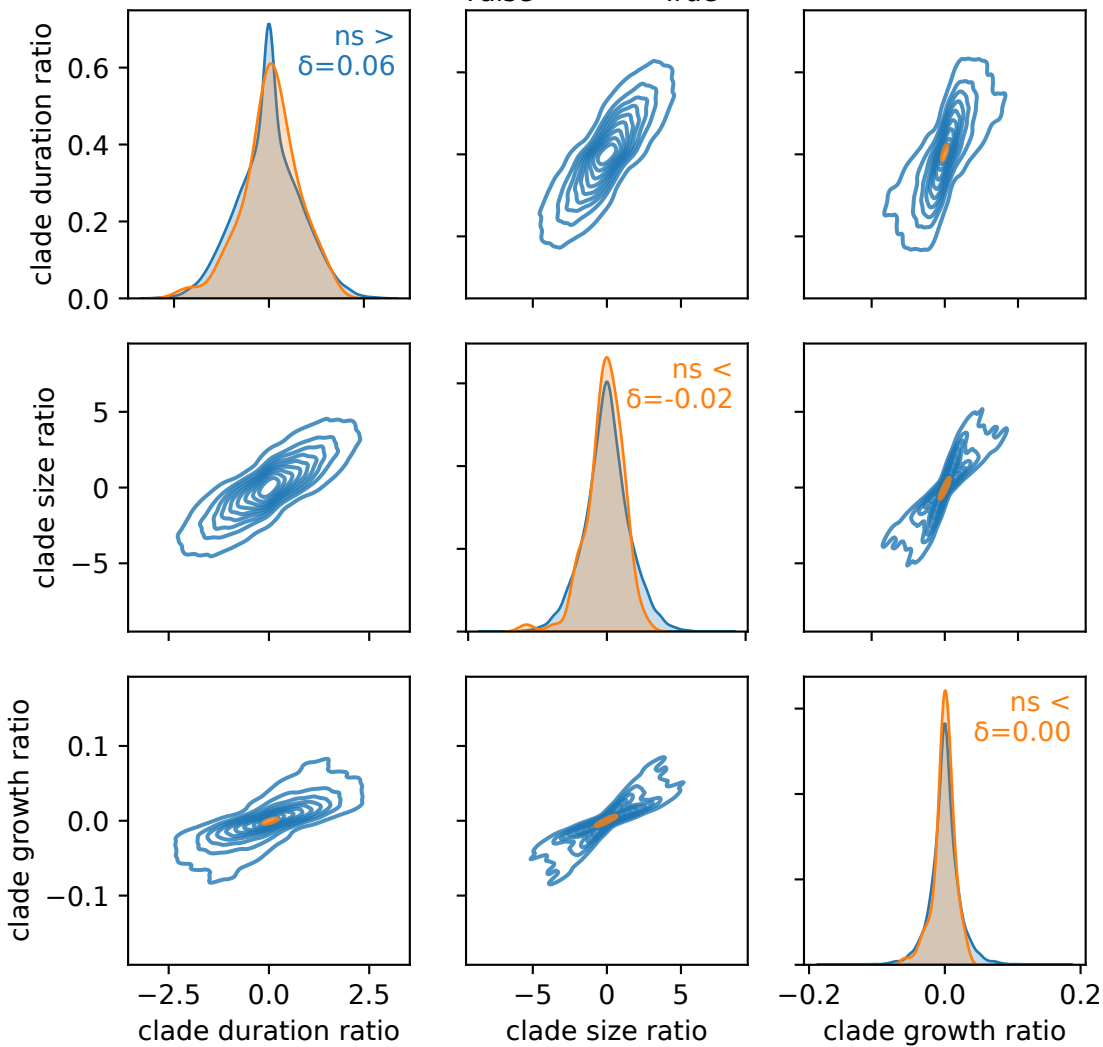 clade duration ratio
0.6
0.4
0.2
0.0
ns >
δ=0.06
clade size ratio
5
0
−5
ns <
δ=-0.02
clade growth ratio
0.1
0.0
−0.1
ns <
δ=0.00
−2.5 0.0 2.5
−5 0 5
−0.2 0.0 0.2
clade duration ratio
clade size ratio
clade growth ratio